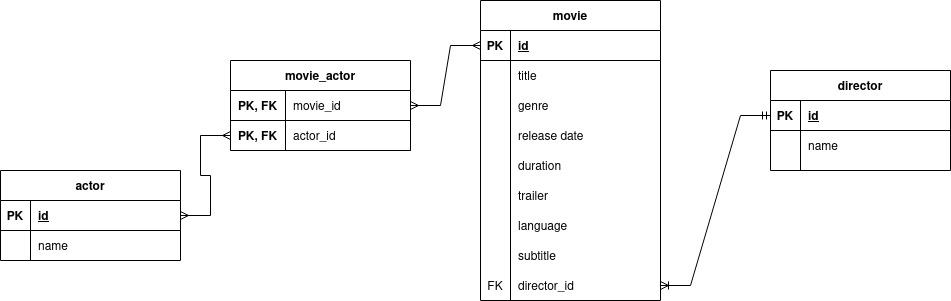 movie
PK id
title
genre
release date
duration
trailer
language
subtitle
FK director_id
movie_actor
PK, FK movie_id
PK, FK actor_id
actor
PK id
name
director
PK id
name